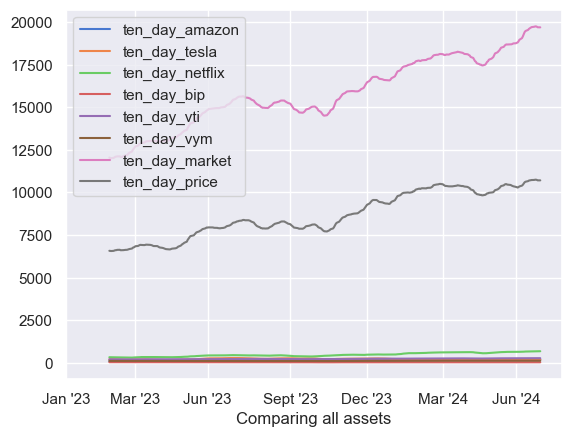 20000
17500
15000
12500
10000
7500
5000
2500
0
ten_day_amazon
ten_day_tesla
ten_day_netflix
ten_day_bip
ten_day_vti
ten_day_vym
ten_day_market
ten_day_price
Jan '23 Mar '23 Jun '23 Sept '23 Dec '23 Mar '24 Jun '24
Comparing all assets